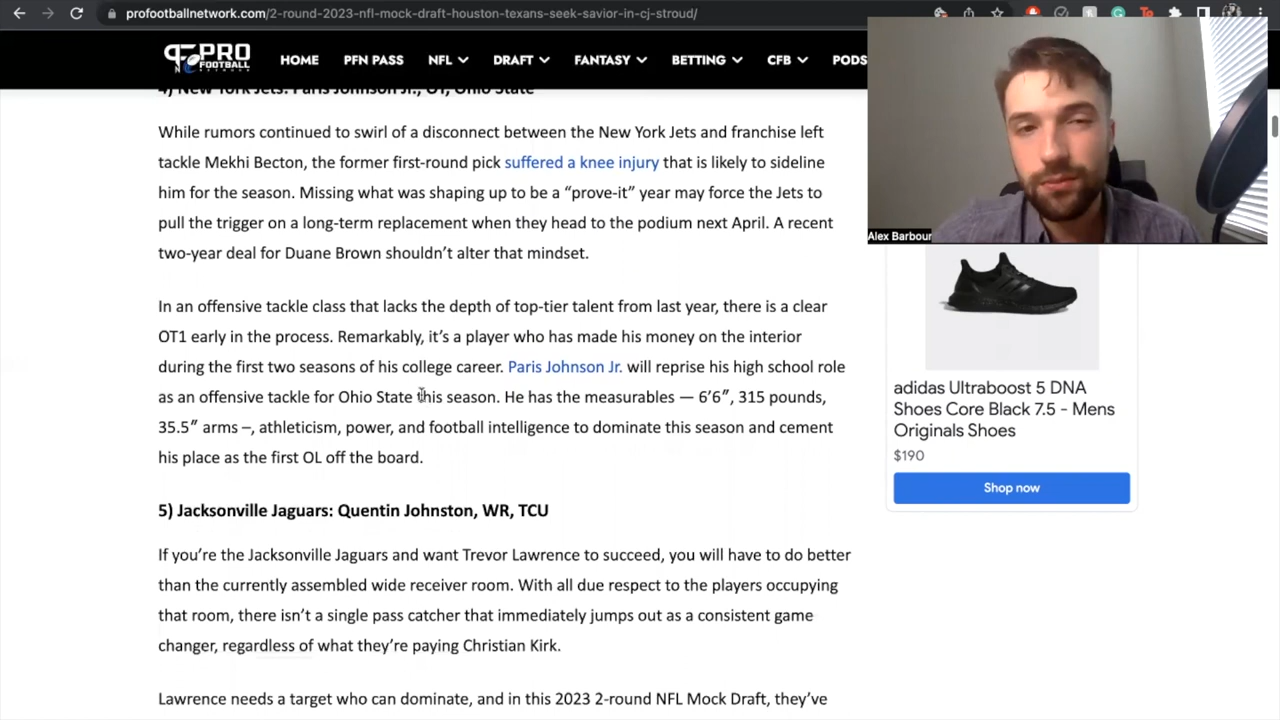 profootballnetwork.com/2-round-2023-nfl-mock-draft-houston-texans-seek-savior-in-cj-stroud/
PRO
FOOTBALL
NETWORK
HOME
PFN PASS
NFL
DRAFT
FANTASY
BETTING
CFB
PODS
4) New York Jets: Paris Johnson Jr., OT, Ohio State
While rumors continued to swirl of a disconnect between the New York Jets and franchise left
tackle Mekhi Becton, the former first-round pick suffered a knee injury that is likely to sideline
him for the season. Missing what was shaping up to be a “prove-it” year may force the Jets to
pull the trigger on a long-term replacement when they head to the podium next April. A recent
two-year deal for Duane Brown shouldn’t alter that mindset.
In an offensive tackle class that lacks the depth of top-tier talent from last year, there is a clear
OT1 early in the process. Remarkably, it’s a player who has made his money on the interior
during the first two seasons of his college career. Paris Johnson Jr. will reprise his high school role
as an offensive tackle for Ohio State this season. He has the measurables — 6’6”, 315 pounds,
35.5” arms –, athleticism, power, and football intelligence to dominate this season and cement
his place as the first OL off the board.
5) Jacksonville Jaguars: Quentin Johnston, WR, TCU
If you’re the Jacksonville Jaguars and want Trevor Lawrence to succeed, you will have to do better
than the currently assembled wide receiver room. With all due respect to the players occupying
that room, there isn’t a single pass catcher that immediately jumps out as a consistent game
changer, regardless of what they’re paying Christian Kirk.
Lawrence needs a target who can dominate, and in this 2023 2-round NFL Mock Draft, they’ve
Alex Barbour
adidas Ultraboost 5 DNA
Shoes Core Black 7.5 - Mens
Originals Shoes
$190
Shop now